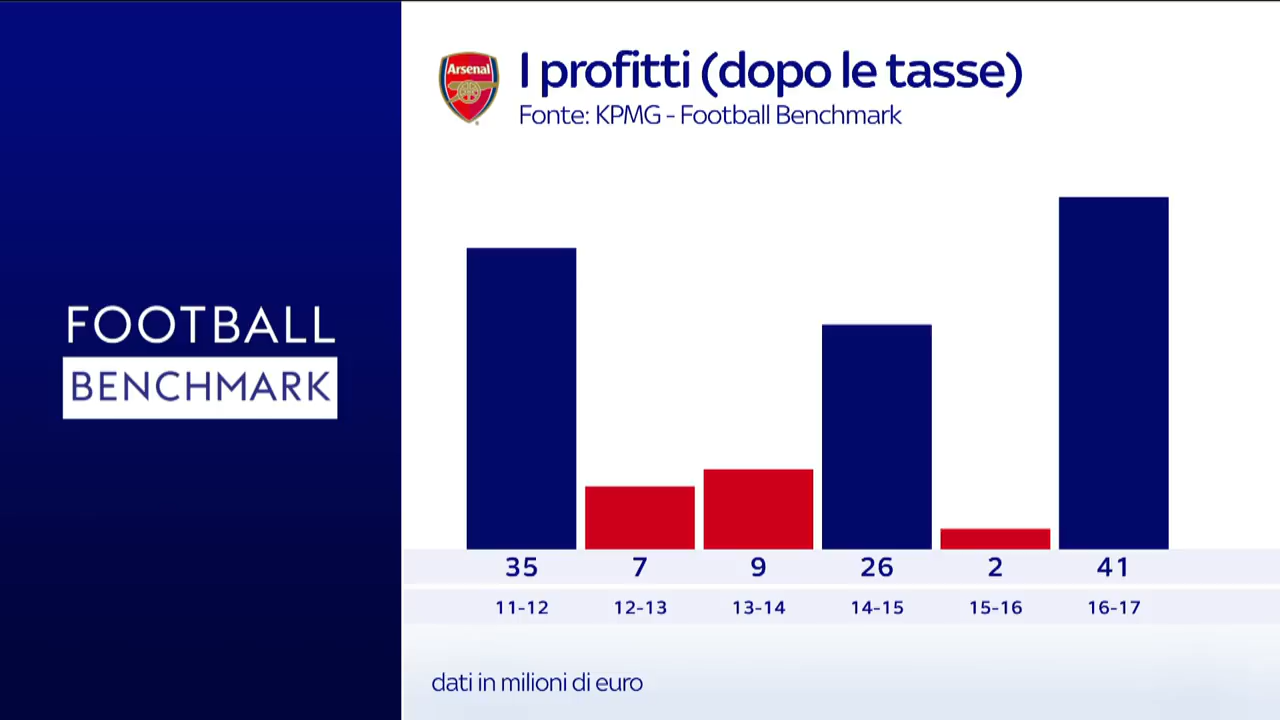 FOOTBALL
BENCHMARK
Arsenal
I profitti (dopo le tasse)
Fonte: KPMG - Football Benchmark
35 7 9 26 2 41
11-12 12-13 13-14 14-15 15-16 16-17
dati in milioni di euro